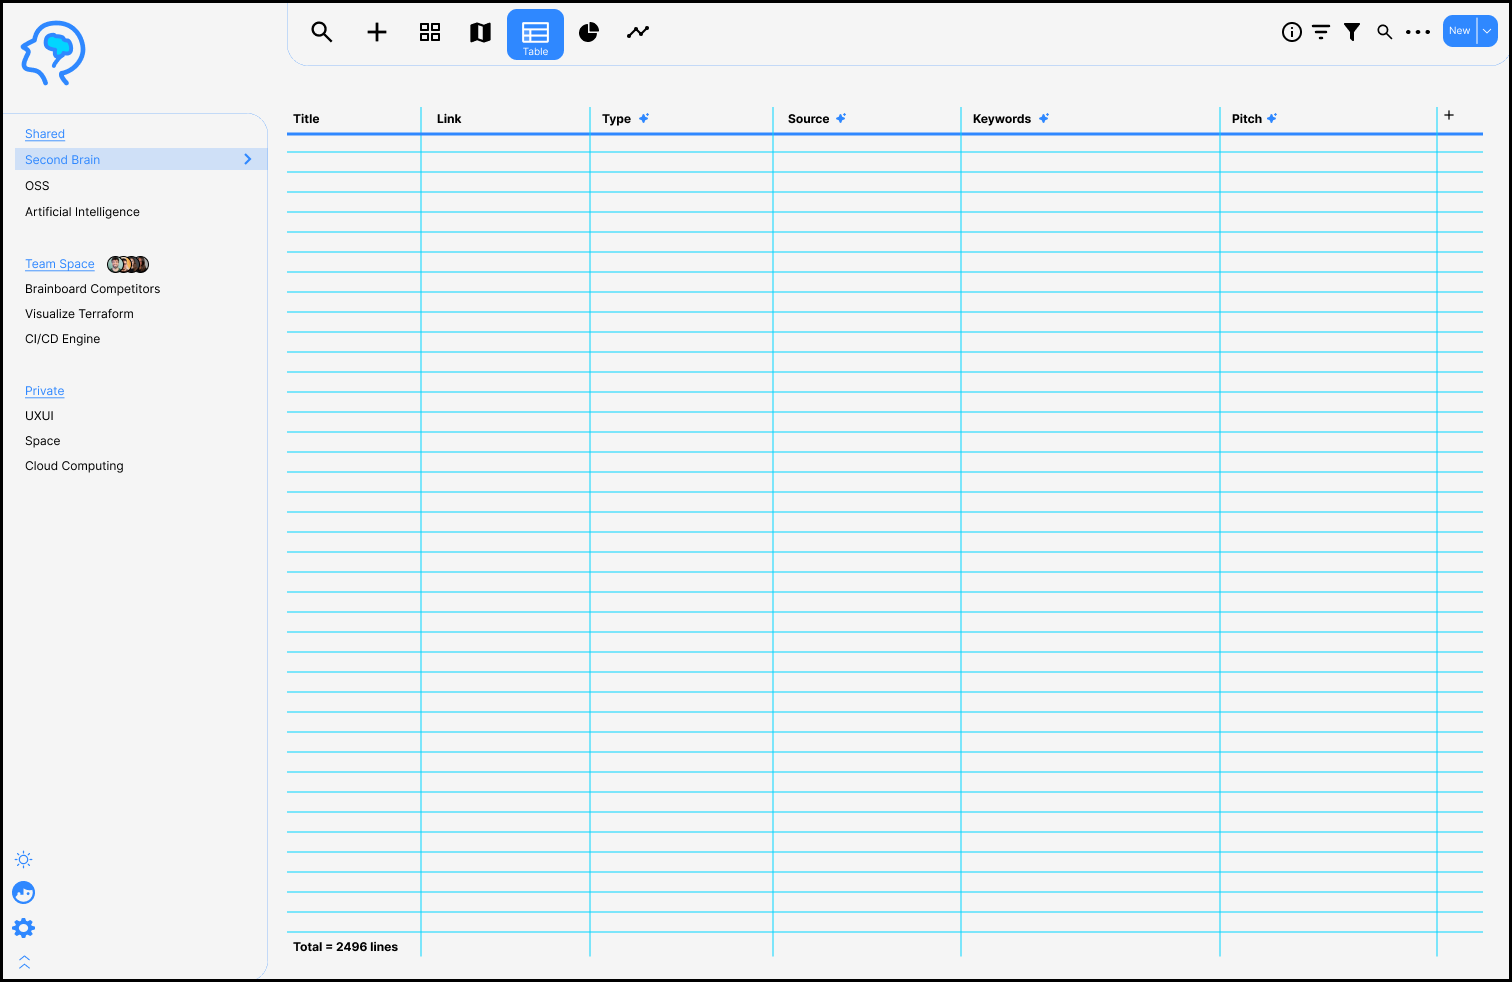 Table
New
Shared
Second Brain
OSS
Artificial Intelligence
Team Space
Brainboard Competitors
Visualize Terraform
CI/CD Engine
Private
UXUI
Space
Cloud Computing
Title Link Type Source Keywords Pitch +
Total = 2496 lines